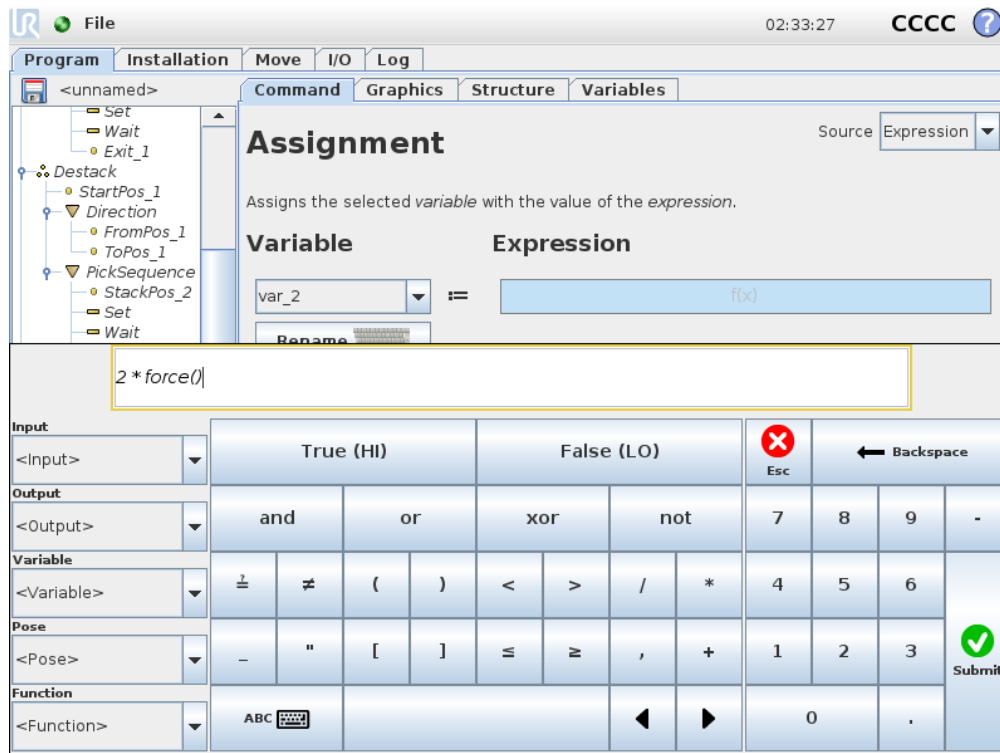 UR File 02:33:27 CCCC ?
Program Installation Move I/O Log
<unnamed> Command Graphics Structure Variables
Set
Wait
Exit_1
Destack
StartPos_1
Direction
FromPos_1
ToPos_1
PickSequence
StackPos_2
Set
Wait
Assignment
Source Expression
Assigns the selected variable with the value of the expression.
Variable Expression
var_2 := f(x)
Rename
2 * force()
Input
<Input>
Output
<Output>
Variable
<Variable>
Pose
<Pose>
Function
<Function>
True (HI) False (LO) Esc Backspace
and or xor not 7 8 9 -
≟ ≠ ( ) < > / * 4 5 6
_ " [ ] ≤ ≥ , + 1 2 3 Submit
ABC 0 .